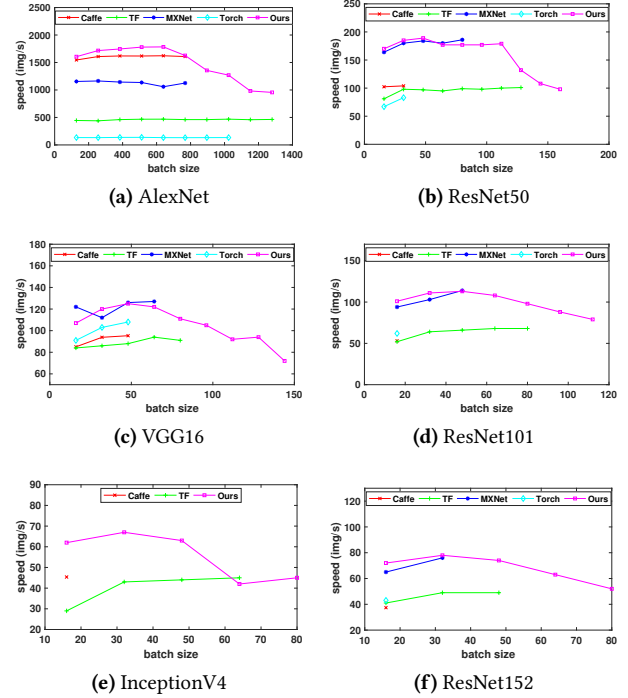 2500
2000
1500
1000
500
0
speed (img/s)
Caffe TF MXNet Torch Ours
0 200 400 600 800 1000 1200 1400
batch size
(a) AlexNet
200
150
100
50
0
speed (img/s)
Caffe TF MXNet Torch Ours
0 50 100 150 200
batch size
(b) ResNet50
180
160
140
120
100
80
60
speed (img/s)
Caffe TF MXNet Torch Ours
0 50 100 150
batch size
(c) VGG16
150
100
50
0
speed (img/s)
Caffe TF MXNet Torch Ours
0 20 40 60 80 100 120
batch size
(d) ResNet101
90
80
70
60
50
40
30
20
speed (img/s)
Caffe TF Ours
10 20 30 40 50 60 70 80
batch size
(e) InceptionV4
120
100
80
60
40
20
speed (img/s)
Caffe TF MXNet Torch Ours
10 20 30 40 50 60 70 80
batch size
(f) ResNet152